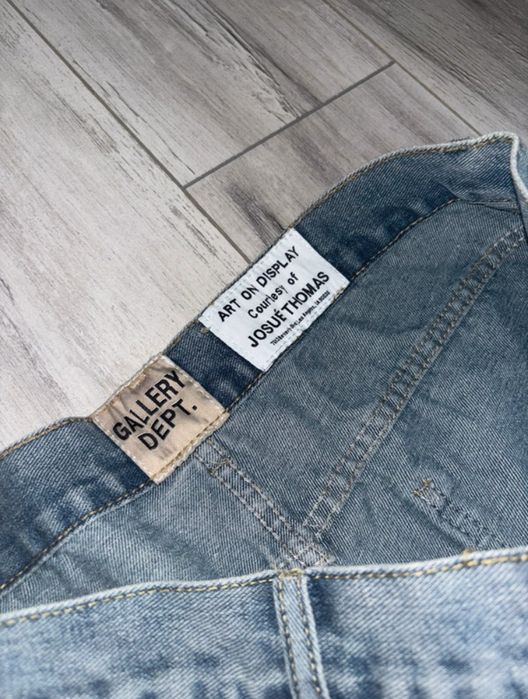 GALLERY
DEPT.
ART ON DISPLAY
Courtesy of
JOSUÉ THOMAS